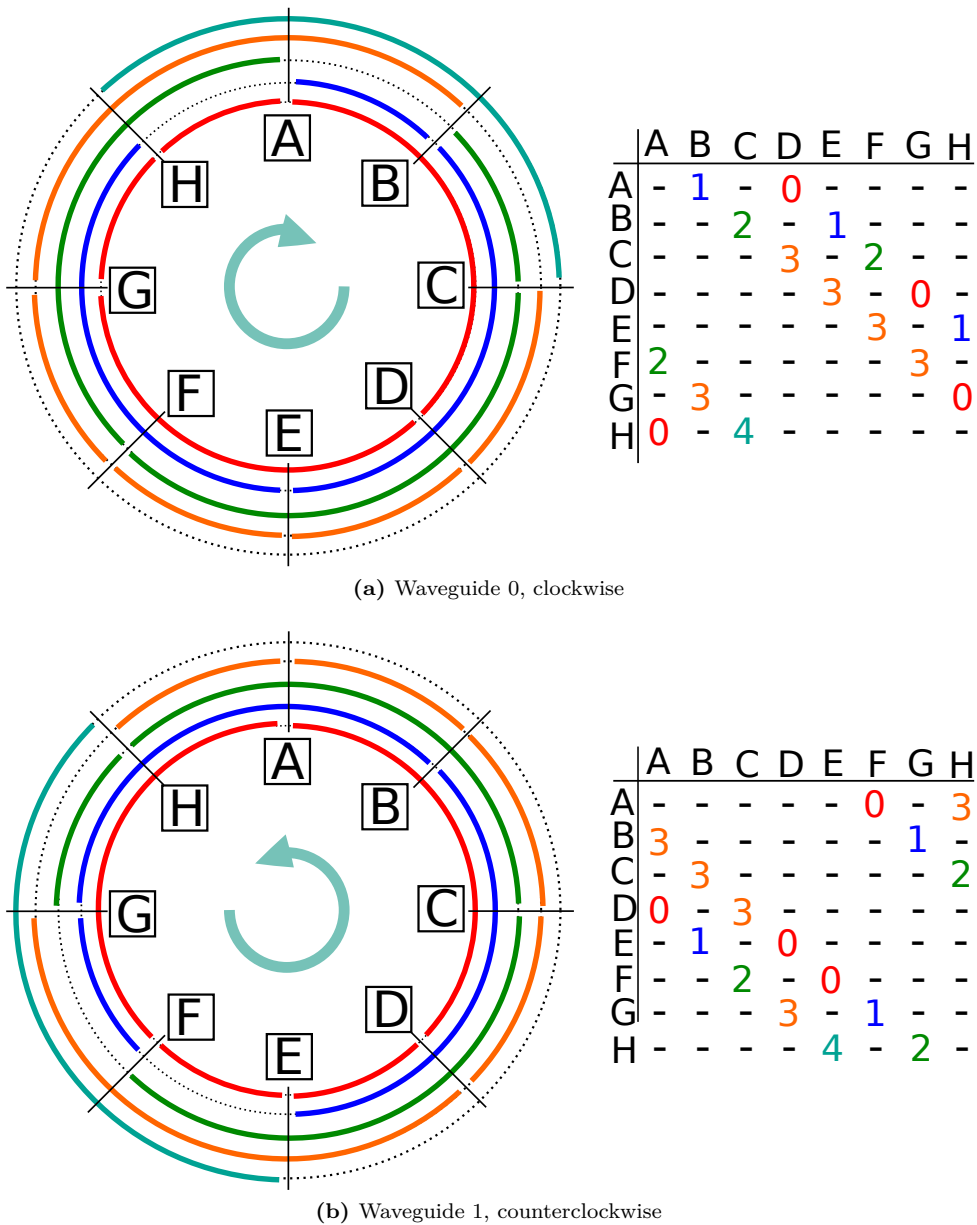 A
B
C
D
E
F
G
H
A B C D E F G H
A - 1 - 0 - - - -
B - - 2 - 1 - - -
C - - - 3 - 2 - -
D - - - - 3 - 0 -
E - - - - - 3 - 1
F 2 - - - - - 3 -
G - 3 - - - - - 0
H 0 - 4 - - - - -
(a) Waveguide 0, clockwise
A
B
C
D
E
F
G
H
A B C D E F G H
A - - - - - 0 - 3
B 3 - - - - - 1 -
C - 3 - - - - - 2
D 0 - 3 - - - - -
E - 1 - 0 - - - -
F - - 2 - 0 - - -
G - - - 3 - 1 - -
H - - - - 4 - 2 -
(b) Waveguide 1, counterclockwise